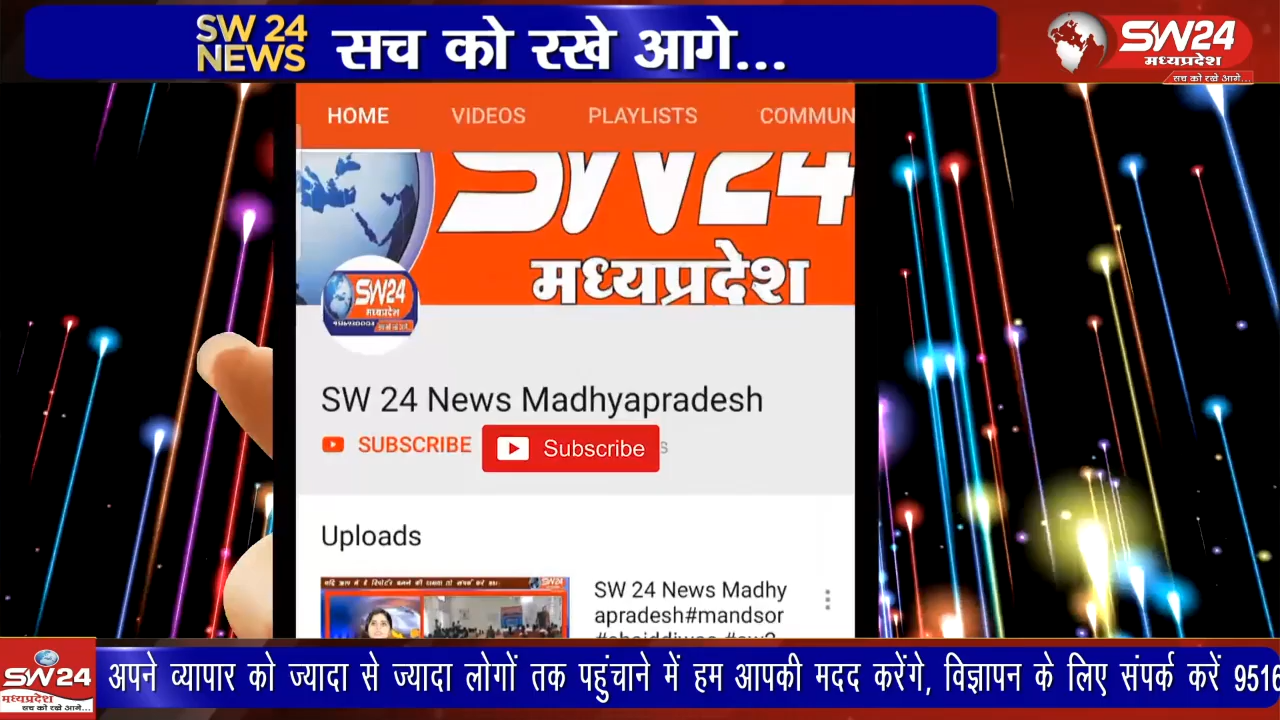 SW 24
NEWS
सच को रखे आगे...
SW24
मध्यप्रदेश
सच को रखे आगे...
HOME VIDEOS PLAYLISTS COMMUN
SW24
मध्यप्रदेश
SW24
मध्यप्रदेश
SW 24 News Madhyapradesh
SUBSCRIBE Subscribe s
Uploads
SW24
SW 24 News Madhy
apradesh#mandsor
SW24
मध्यप्रदेश
सच को रखे आगे...
अपने व्यापार को ज्यादा से ज्यादा लोगों तक पहुंचाने में हम आपकी मदद करेंगे, विज्ञापन के लिए संपर्क करें 9516